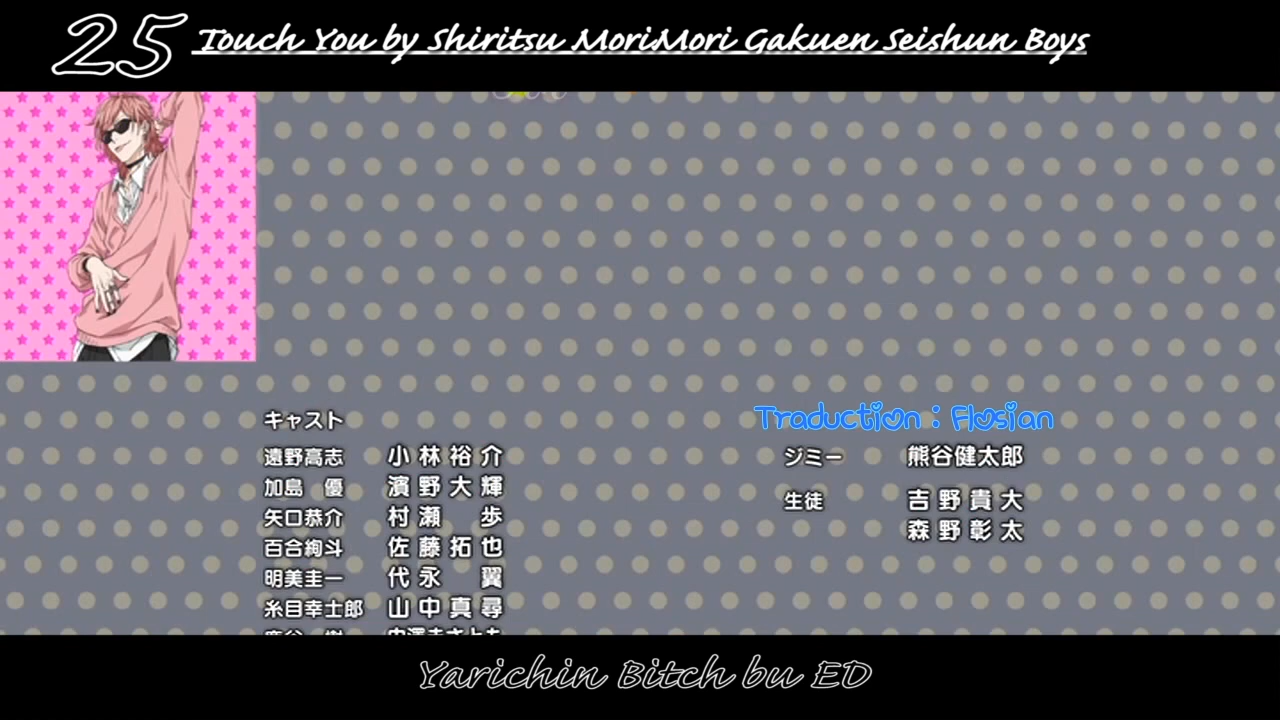 25 Touch You by Shiritsu MoriMori Gakuen Seishun Boys
キャスト
遠野高志 小林裕介
加島 優 濱野大輝
矢口恭介 村瀬 歩
百合絢斗 佐藤拓也
明美圭一 代永 翼
糸目幸士郎 山中真尋
Traduction : Flosian
ジミー 熊谷健太郎
生徒 吉野貴大
森野彰太
Yarichin Bitch bu ED